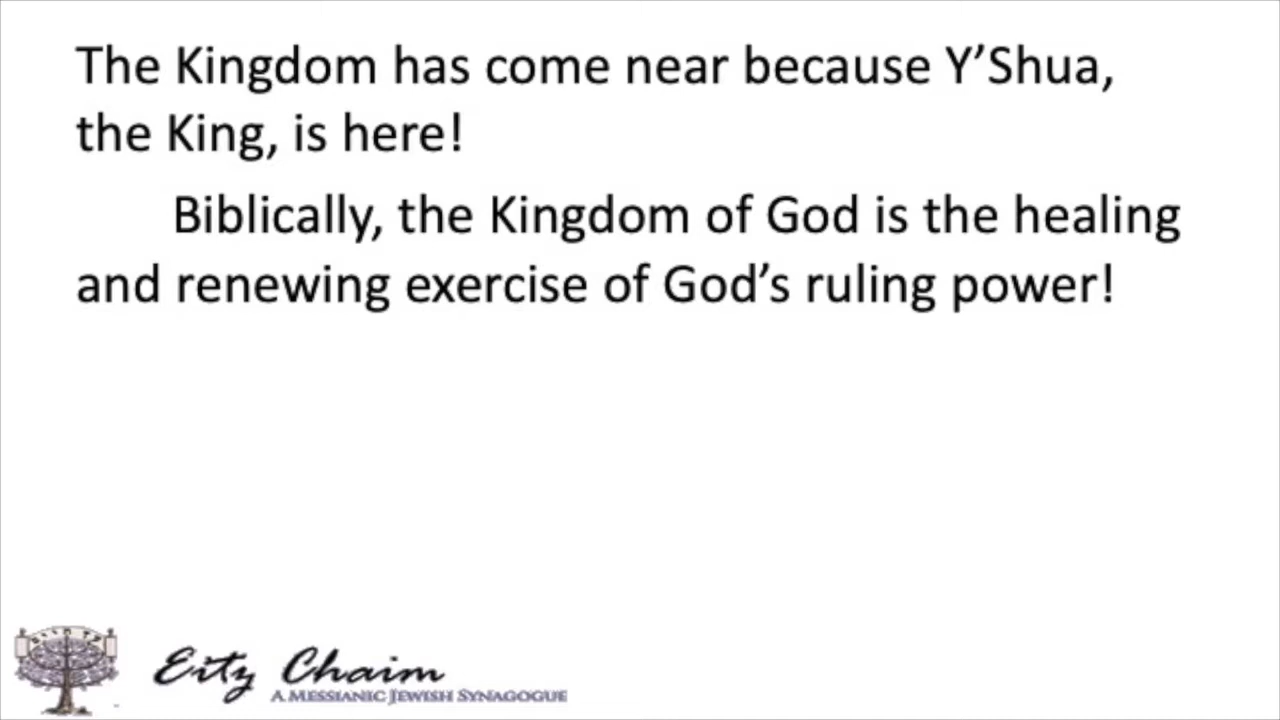 The Kingdom has come near because Y’Shua,
the King, is here!
Biblically, the Kingdom of God is the healing
and renewing exercise of God’s ruling power!
Eitz Chaim
A Messianic Jewish Synagogue